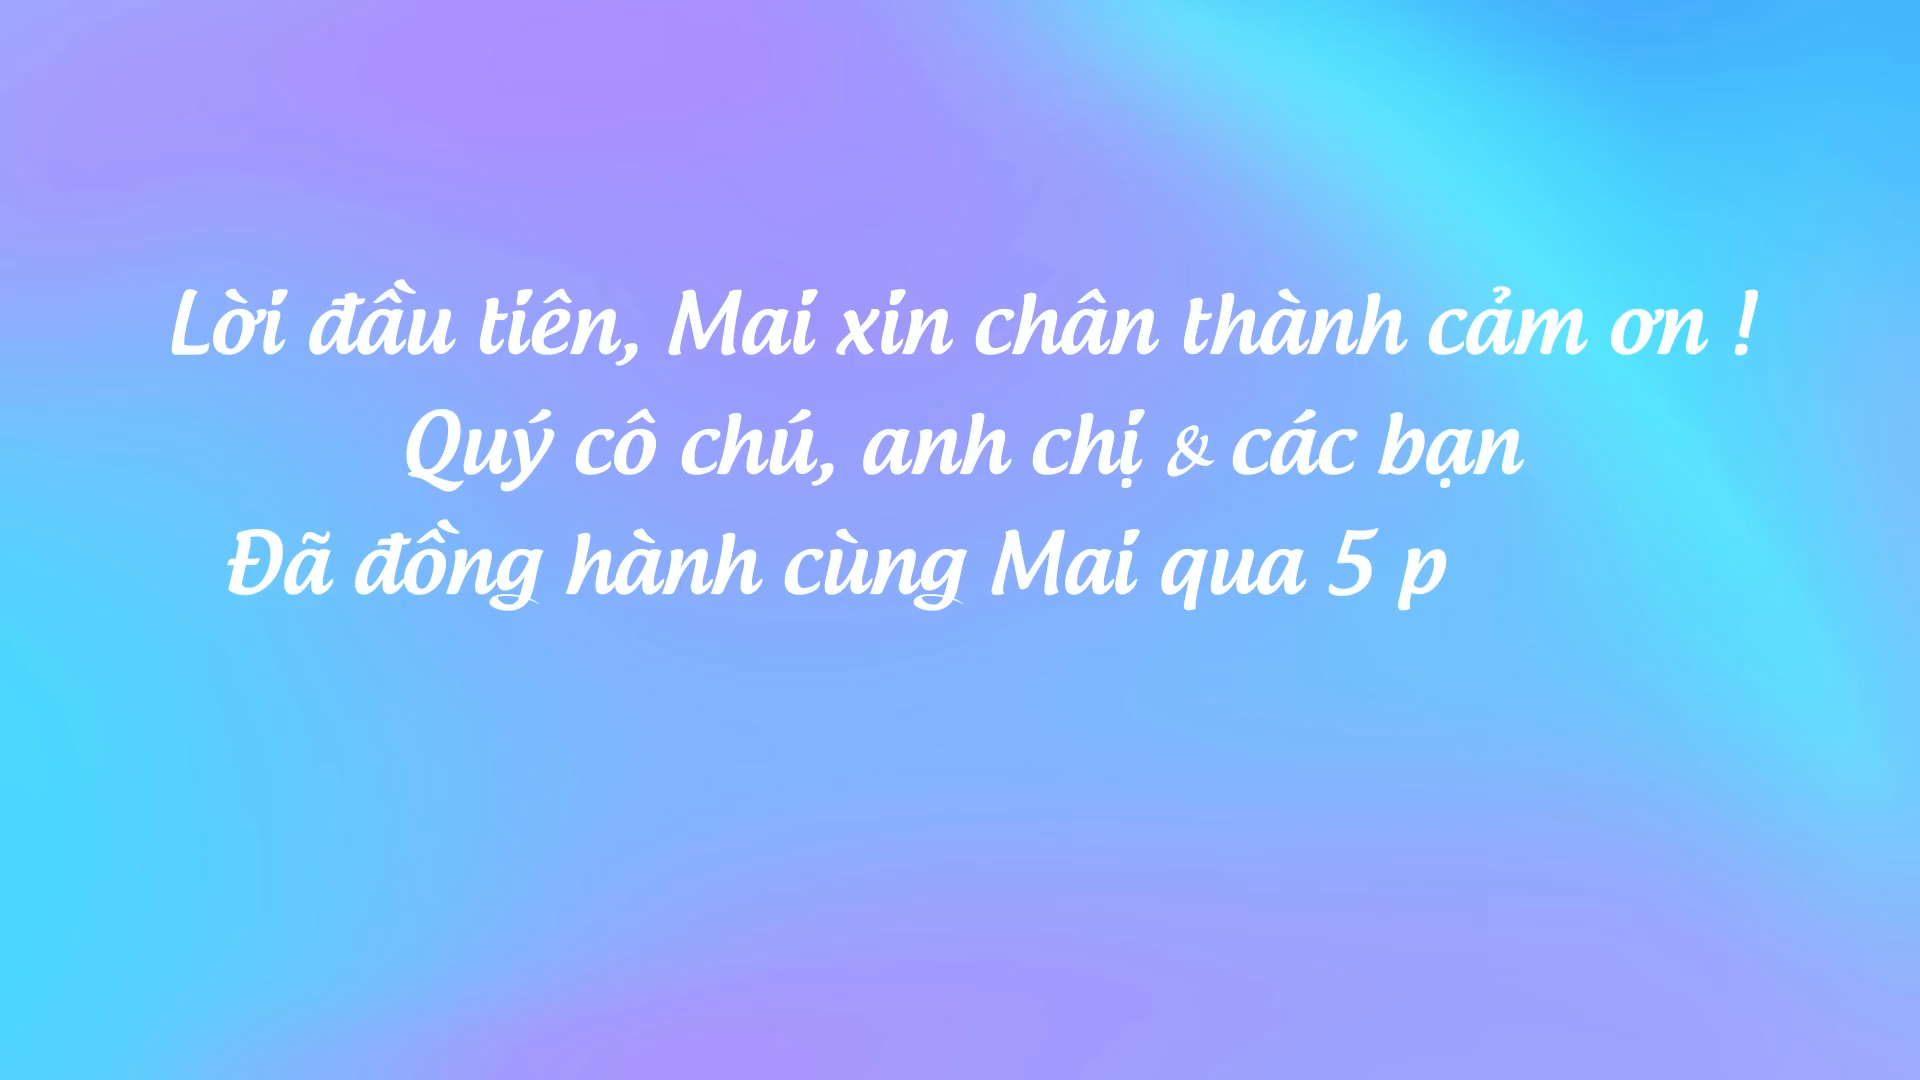 Lời đầu tiên, Mai xin chân thành cảm ơn !
Quý cô chú, anh chị & các bạn
Đã đồng hành cùng Mai qua 5 p